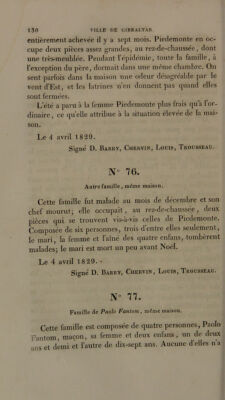 130 VILLE DE GIBRALTAR.
entièrement achevée il y a sept mois. Piedemonte en oc-
cupe deux pièces assez grandes, au rez-de-chaussée, dont
une très-meublée. Pendant l'épidémie, toute la famille, à
l'exception du père, dormait dans une même chambre. On
sent parfois dans la maison une odeur désagréable par le
vent d'Est, et les latrines n'en donnent pas quand elles
sont fermées.
L'été a paru à la femme Piedemonte plus frais qu'à l'or-
dinaire, ce qu'elle attribue à la situation élevée de la mai-
son.
Le 4 avril 1829.
Signé D. BARRY, CHERVIN, LOUIS, TROUSSEAU.
N° 76.
Autre famille, même maison.
Cette famille fut malade au mois de décembre et son
chef mourut; elle occupait, au rez-de-chaussée, deux
pièces qui se trouvent vis-à-vis celles de Piedemonte.
Composée de six personnes, trois d'entre elles seulement,
le mari, la femme et l'aîné des quatre enfans, tombèrent
malades; le mari est mort un peu avant Noël.
Le 4 avril 1829.
Signé D. BARRY, CHERVIN, LOUIS, TROUSSEAU.
N° 77.
Famille de Paolo Fantom, même maison.
Cette famille est composée de quatre personnes, Paolo
Fantom, maçon, sa femme et deux enfans, un de deux
ans et demi et l'autre de dix-sept ans. Aucune d'elles n'a